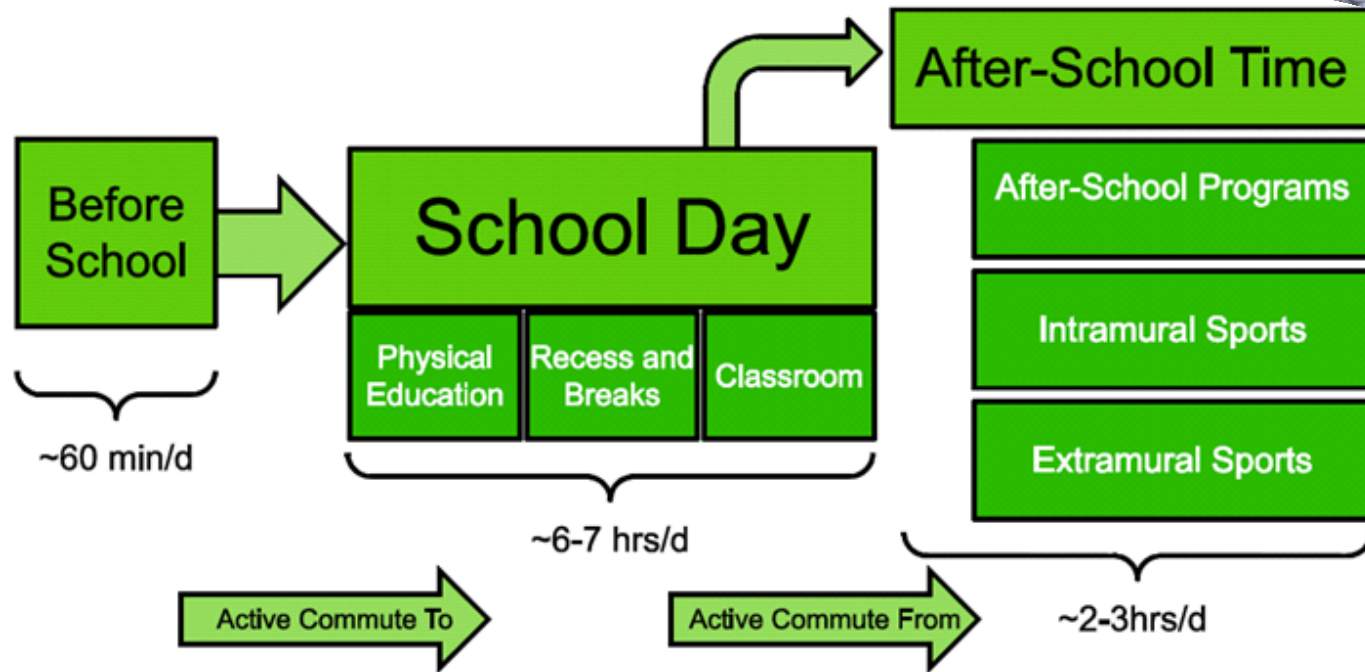 Before
School
~60 min/d
School Day
Physical
Education
Recess and
Breaks
Classroom
~6-7 hrs/d
After-School Time
After-School Programs
Intramural Sports
Extramural Sports
~2-3hrs/d
Active Commute To
Active Commute From